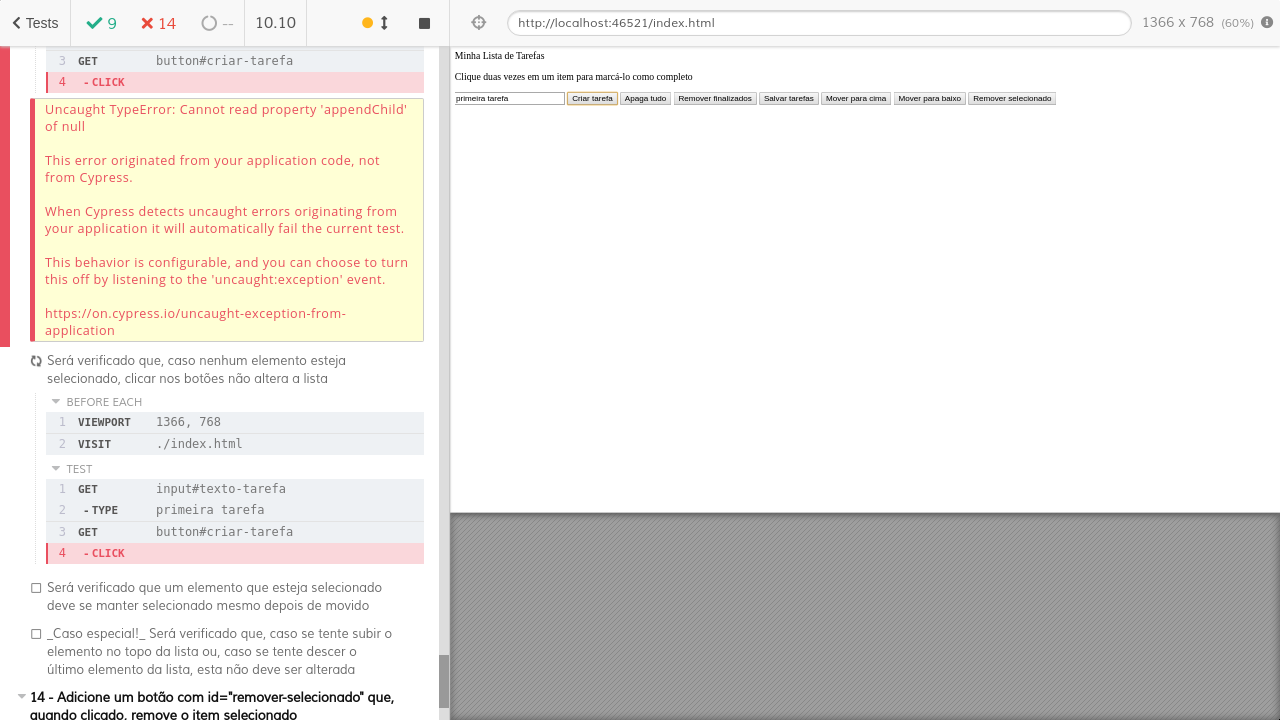 Tests
9
14
--
10.10
http://localhost:46521/index.html
1366 x 768 (60%)
3 GET button#criar-tarefa
4 - CLICK
Uncaught TypeError: Cannot read property 'appendChild'
of null
This error originated from your application code, not
from Cypress.
When Cypress detects uncaught errors originating from
your application it will automatically fail the current test.
This behavior is configurable, and you can choose to turn
this off by listening to the 'uncaught:exception' event.
https://on.cypress.io/uncaught-exception-from-
application
Será verificado que, caso nenhum elemento esteja
selecionado, clicar nos botões não altera a lista
BEFORE EACH
1 VIEWPORT 1366, 768
2 VISIT ./index.html
TEST
1 GET input#texto-tarefa
2 - TYPE primeira tarefa
3 GET button#criar-tarefa
4 - CLICK
Será verificado que um elemento que esteja selecionado
deve se manter selecionado mesmo depois de movido
_Caso especial!_ Será verificado que, caso se tente subir o
elemento no topo da lista ou, caso se tente descer o
último elemento da lista, esta não deve ser alterada
14 - Adicione um botão com id="remover-selecionado" que,
quando clicado, remove o item selecionado
Minha Lista de Tarefas
Clique duas vezes em um item para marcá-lo como completo
primeira tarefa Criar tarefa Apaga tudo Remover finalizados Salvar tarefas Mover para cima Mover para baixo Remover selecionado